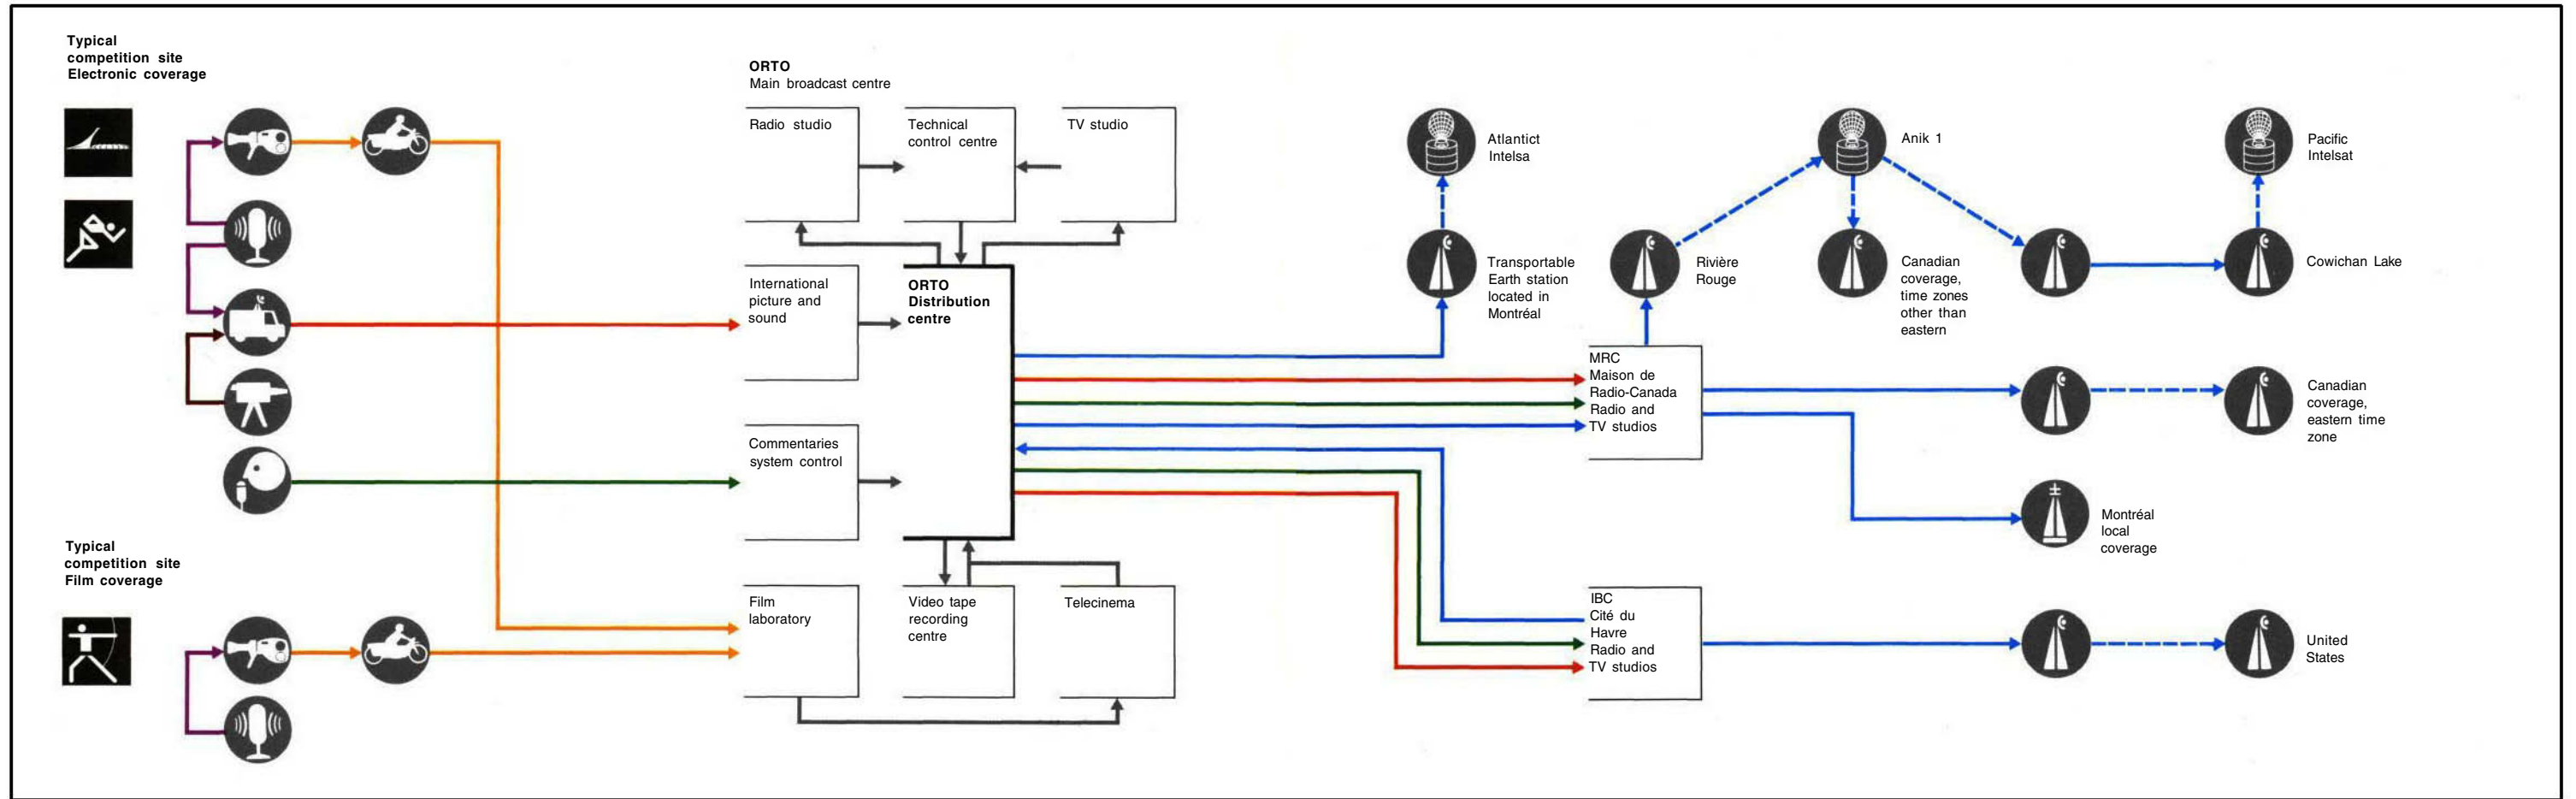 Typical
competition site
Electronic coverage
ORTO
Main broadcast centre
Radio studio
Technical
control centre
TV studio
International
picture and
sound
ORTO
Distribution
centre
Commentaries
system control
Typical
competition site
Film coverage
Film
laboratory
Video tape
recording
centre
Telecinema
Atlantict
Intelsa
Transportable
Earth station
located in
Montréal
Rivière
Rouge
Anik 1
Canadian
coverage,
time zones
other than
eastern
Pacific
Intelsat
Cowichan Lake
MRC
Maison de
Radio-Canada
Radio and
TV studios
Canadian
coverage,
eastern time
zone
Montréal
local
coverage
IBC
Cité du
Havre
Radio and
TV studios
United
States